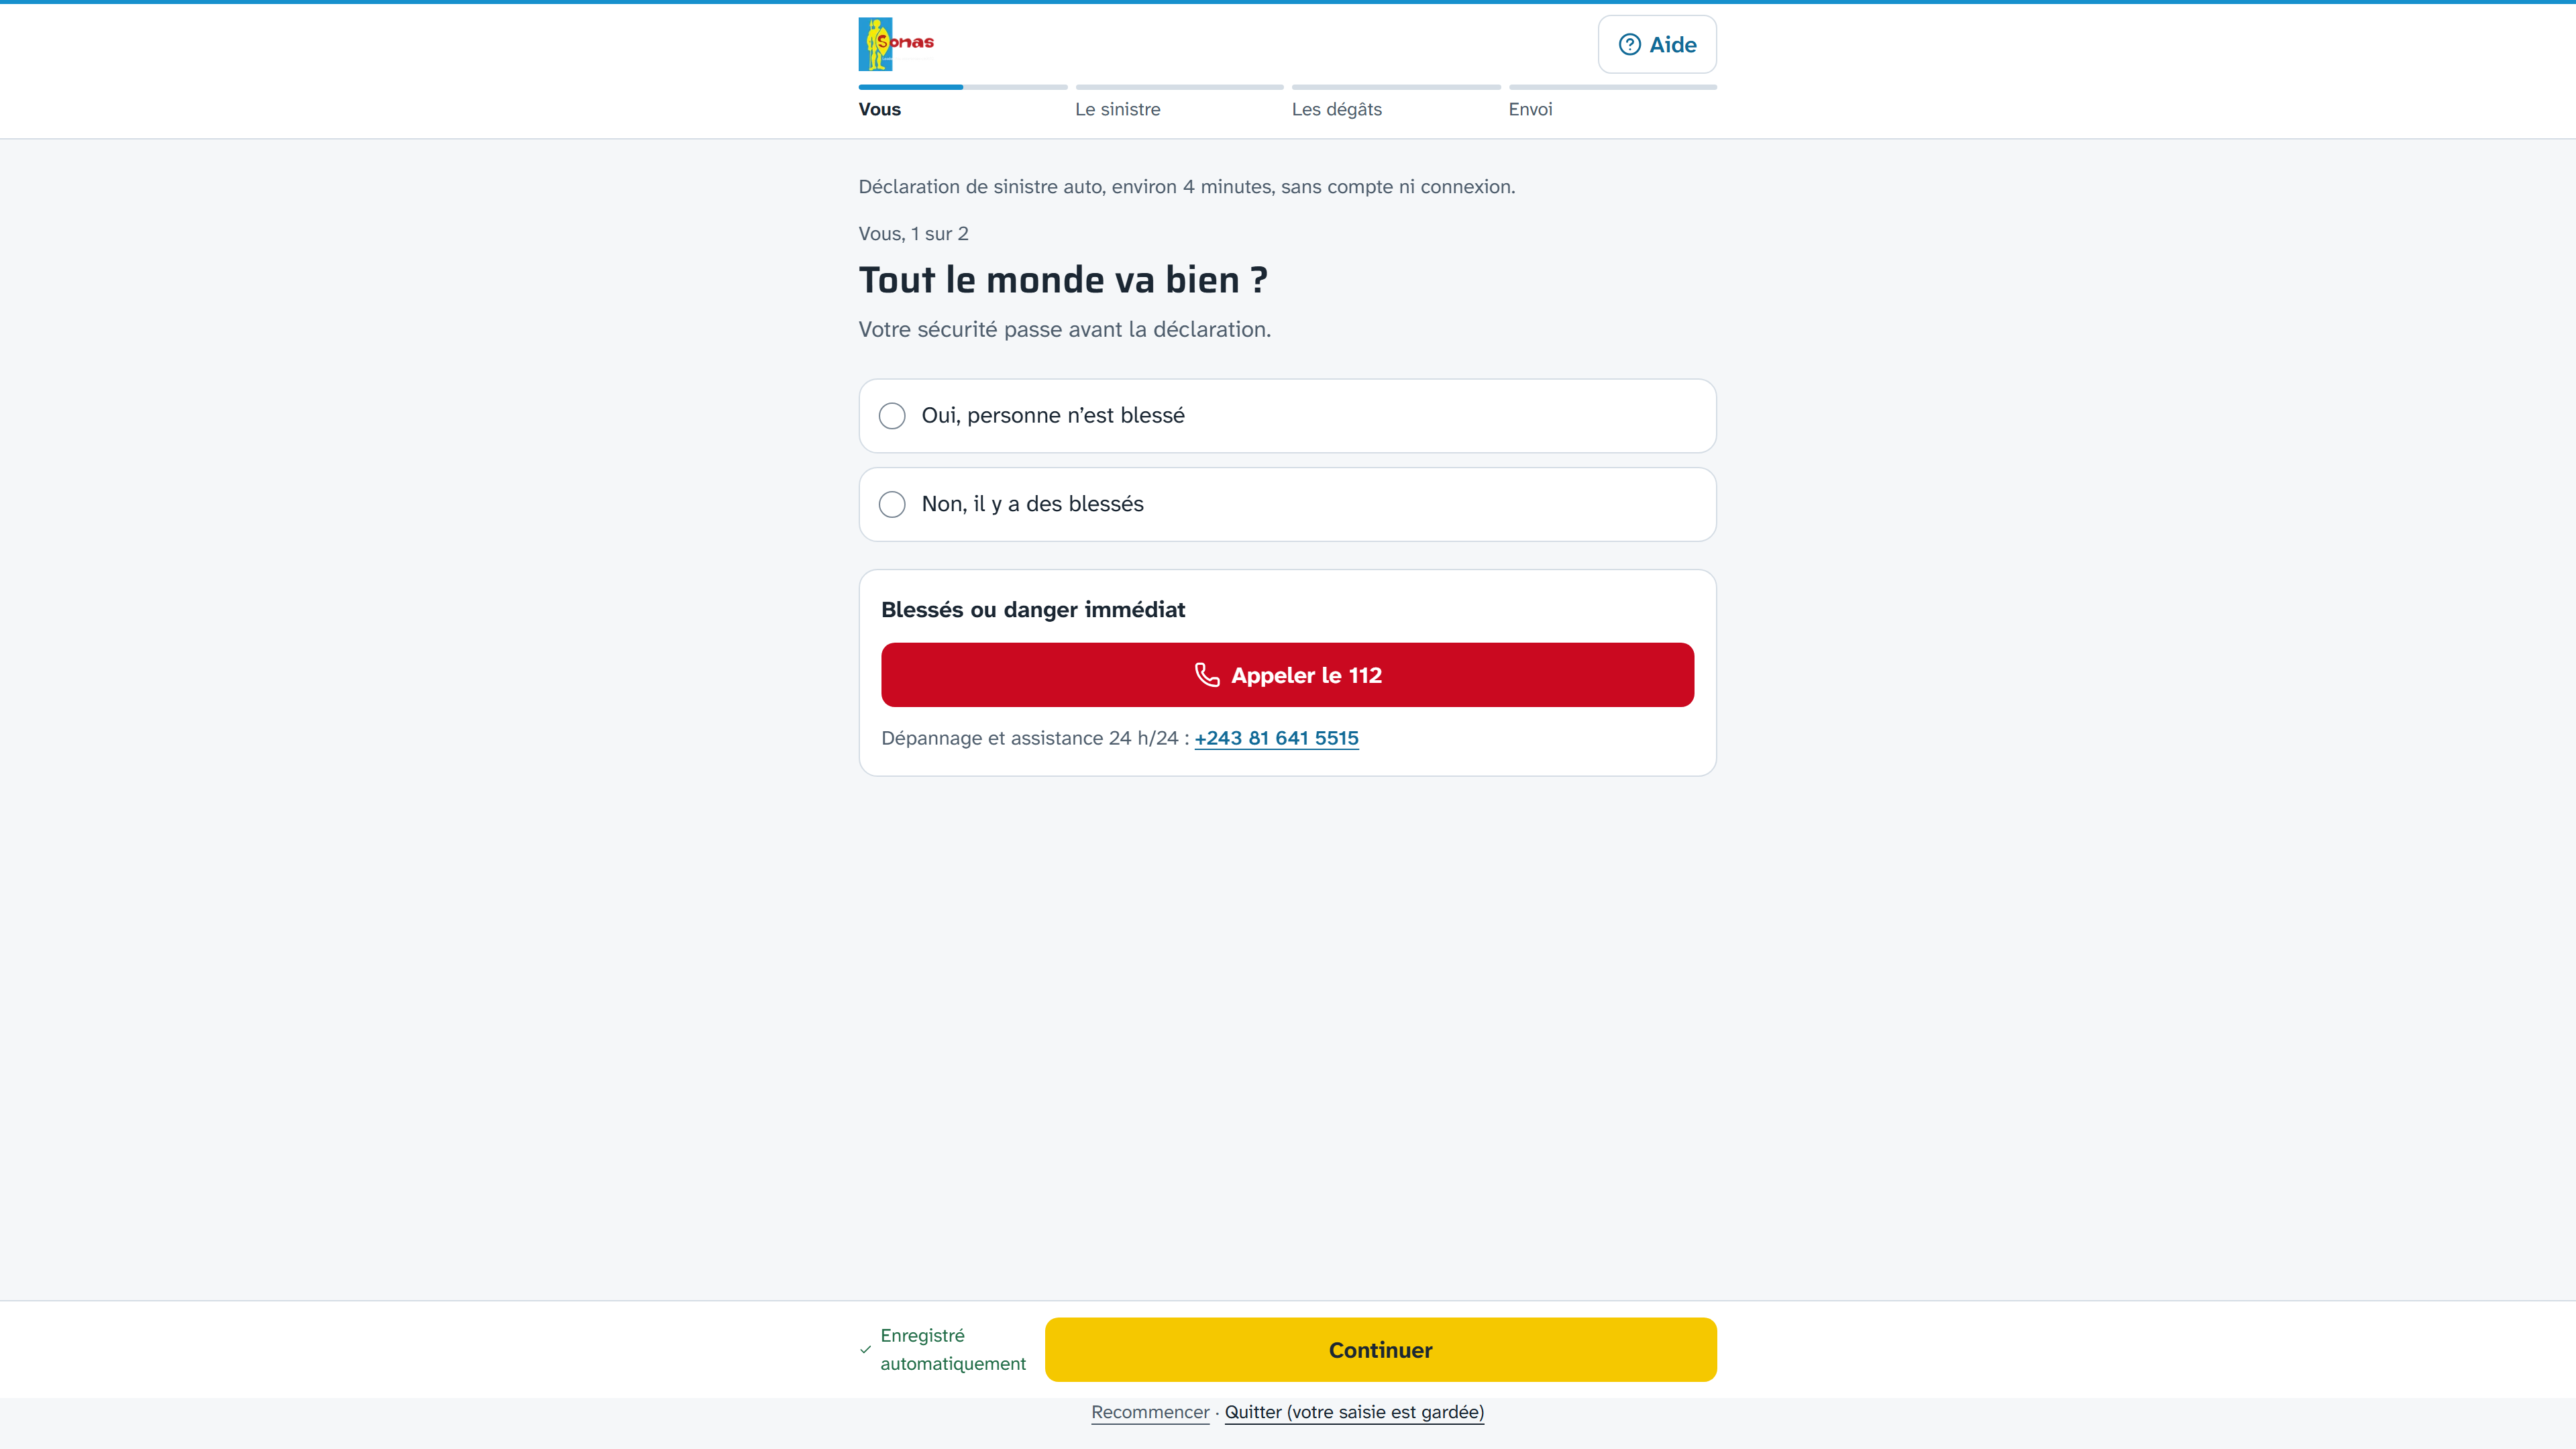 Sonas
Aide
Vous
Le sinistre
Les dégâts
Envoi
Déclaration de sinistre auto, environ 4 minutes, sans compte ni connexion.
Vous, 1 sur 2
Tout le monde va bien ?
Votre sécurité passe avant la déclaration.
Oui, personne n’est blessé
Non, il y a des blessés
Blessés ou danger immédiat
Appeler le 112
Dépannage et assistance 24 h/24 : +243 81 641 5515
Enregistré
automatiquement
Continuer
Recommencer · Quitter (votre saisie est gardée)